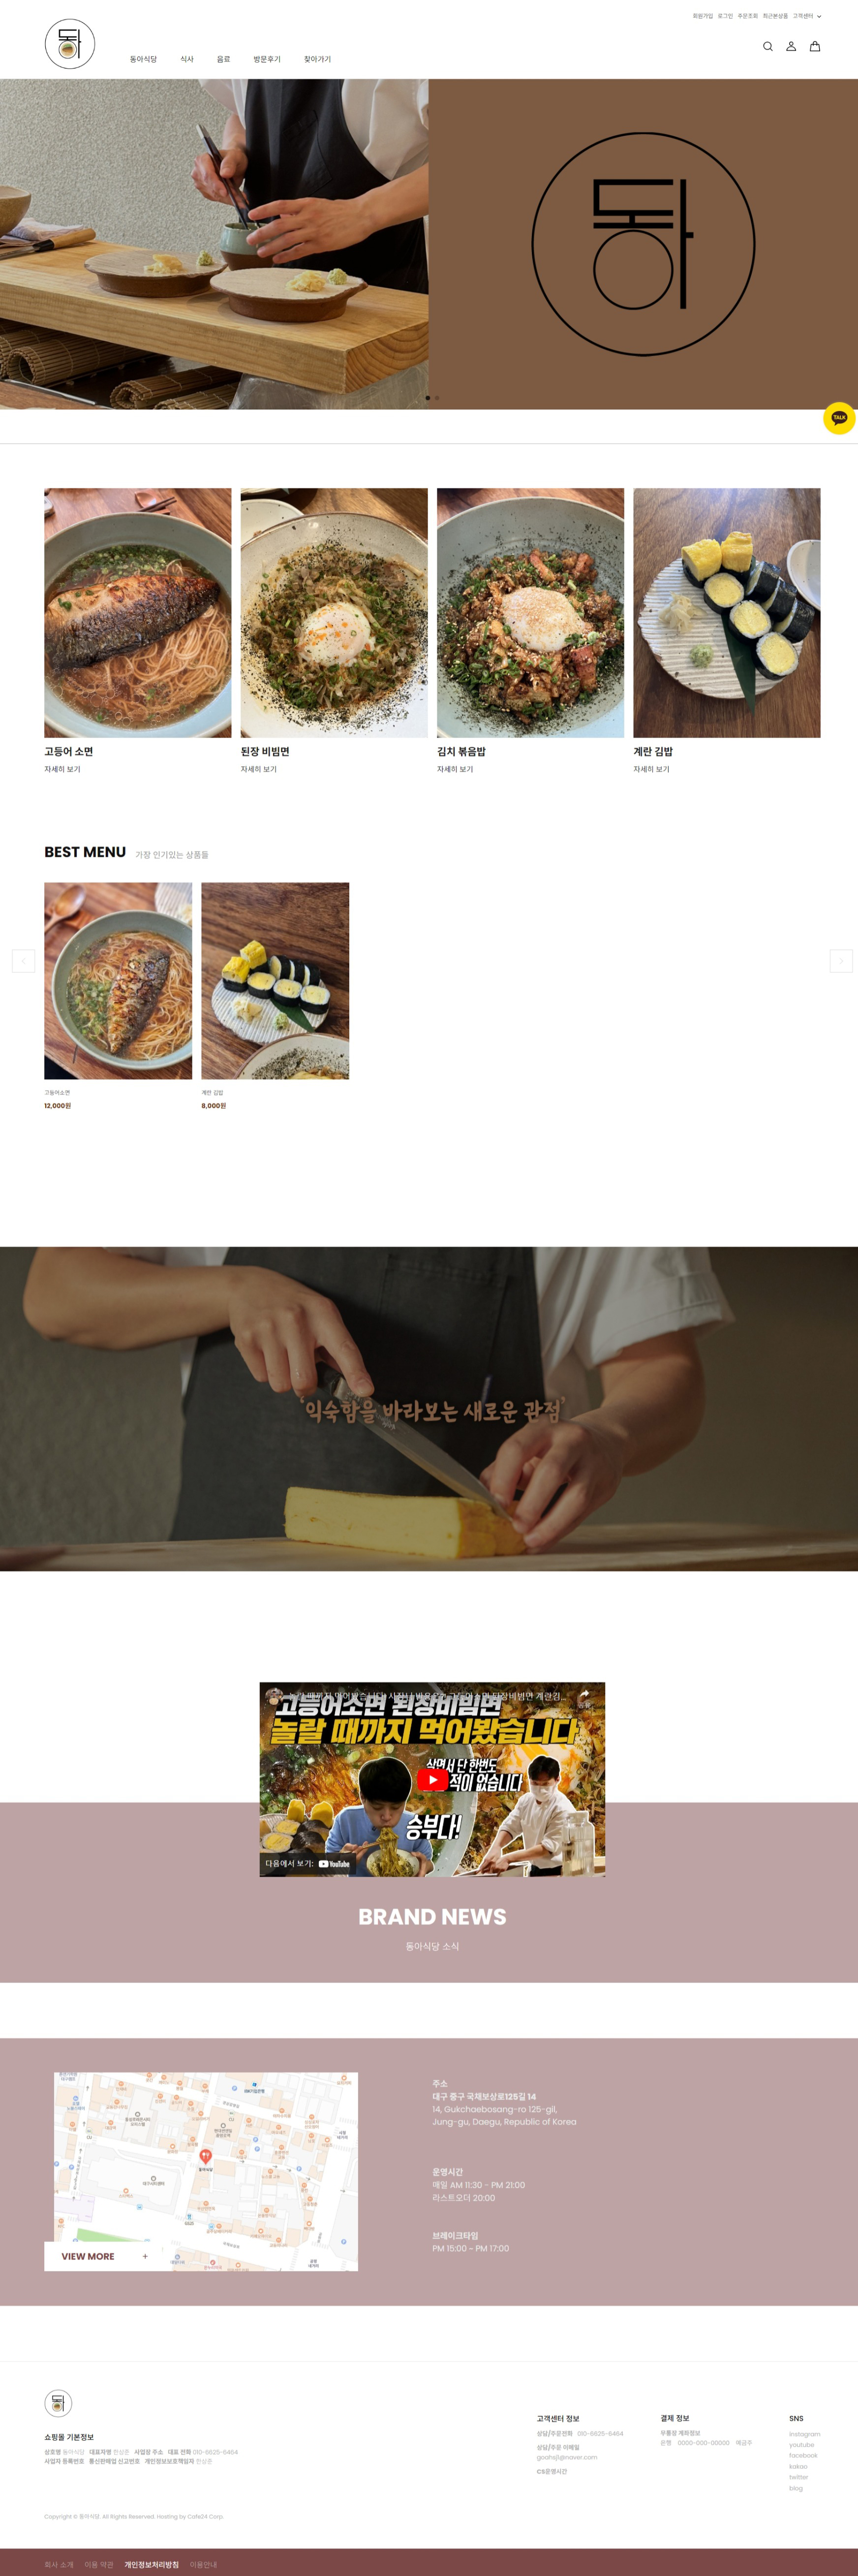 회원가입 로그인 주문조회 최근본상품 고객센터
동아식당 식사 음료 방문후기 찾아가기
TALK
고등어 소면
자세히 보기
된장 비빔면
자세히 보기
김치 볶음밥
자세히 보기
계란 김밥
자세히 보기
BEST MENU 가장 인기있는 상품들
고등어소면
12,000원
계란 김밥
8,000원
‘익숙함을 바라보는 새로운 관점’
고등어소면 된장비빔면
놀랄 때까지 먹어봤습니다
살면서 단 한번도
적이 없습니다
승부다!
다음에서 보기: YouTube
BRAND NEWS
동아식당 소식
주소
대구 중구 국채보상로125길 14
14, Gukchaebosang-ro 125-gil,
Jung-gu, Daegu, Republic of Korea
운영시간
매일 AM 11:30 - PM 21:00
라스트오더 20:00
브레이크타임
PM 15:00 ~ PM 17:00
VIEW MORE +
쇼핑몰 기본정보
상호명 동아식당 대표자명 천상준 사업장 주소 대표 전화 010-6625-6464
사업자 등록번호 통신판매업 신고번호 개인정보보호책임자 천상준
고객센터 정보
상담/주문전화 010-6625-6464
상담/주문 이메일
goahsj1@naver.com
CS운영시간
결제 정보
무통장 계좌정보
은행 0000-000-00000 예금주
SNS
instagram
youtube
facebook
kakao
twitter
blog
Copyright © 동아식당. All Rights Reserved. Hosting by Cafe24 Corp.
회사 소개 이용 약관 개인정보처리방침 이용안내